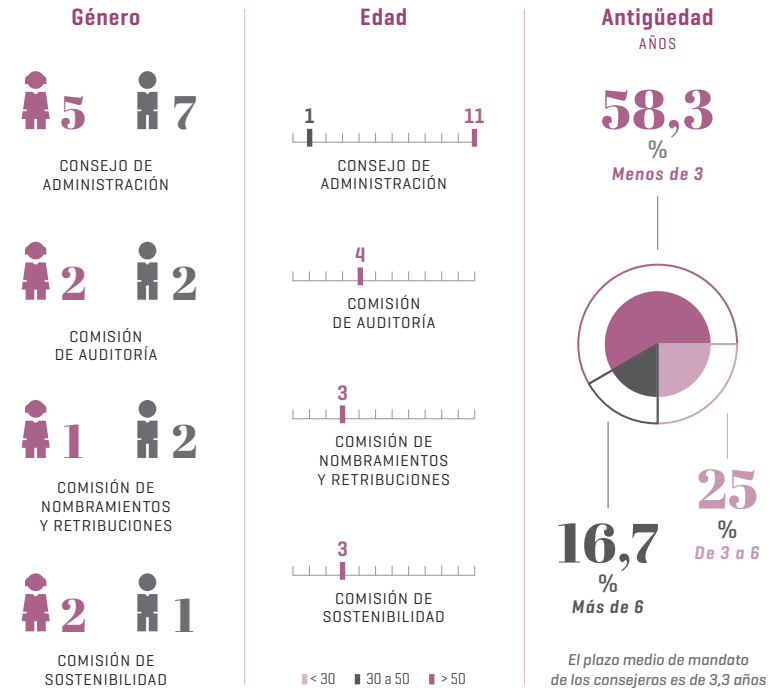 Género
5
7
CONSEJO DE
ADMINISTRACIÓN
2
2
COMISIÓN
DE AUDITORÍA
1
2
COMISIÓN DE
NOMBRAMIENTOS
Y RETRIBUCIONES
2
1
COMISIÓN DE
SOSTENIBILIDAD
Edad
1
11
CONSEJO DE
ADMINISTRACIÓN
4
COMISIÓN
DE AUDITORÍA
3
COMISIÓN DE
NOMBRAMIENTOS
Y RETRIBUCIONES
3
COMISIÓN DE
SOSTENIBILIDAD
< 30
30 a 50
> 50
Antigüedad
AÑOS
58,3
%
Menos de 3
25
%
De 3 a 6
16,7
%
Más de 6
El plazo medio de mandato
de los consejeros es de 3,3 años